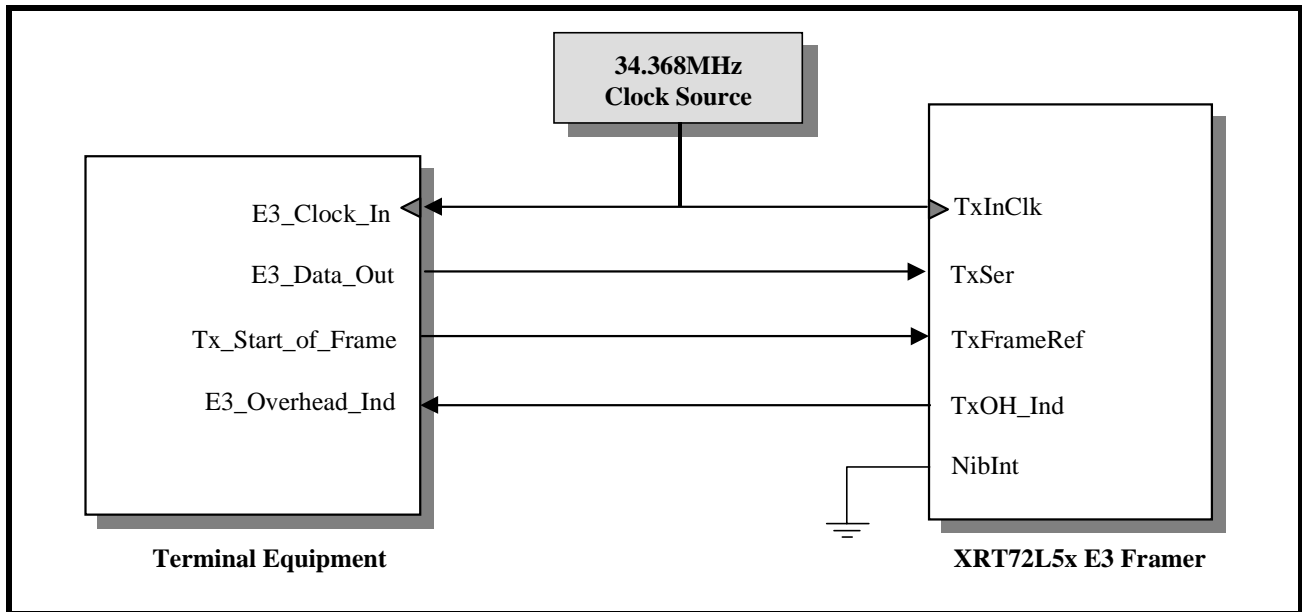 34.368MHz
Clock Source
E3_Clock_In
TxInClk
E3_Data_Out
TxSer
Tx_Start_of_Frame
TxFrameRef
E3_Overhead_Ind
TxOH_Ind
NibInt
Terminal Equipment
XRT72L5x E3 Framer